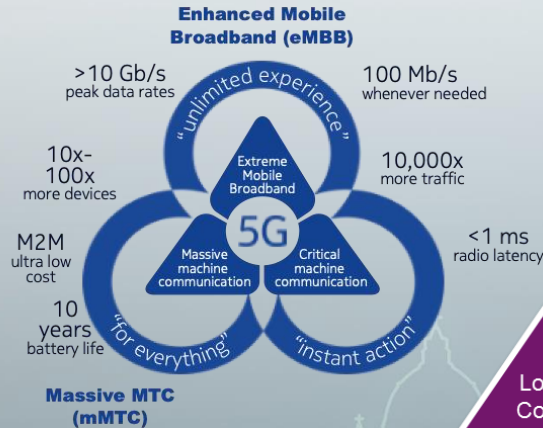 Enhanced Mobile
Broadband (eMBB)
>10 Gb/s
peak data rates
100 Mb/s
whenever needed
"unlimited experience"
10x-
100x
more devices
Extreme
Mobile
Broadband
10,000x
more traffic
5G
M2M
ultra low
cost
Massive
machine
communication
Critical
machine
communication
<1 ms
radio latency
10
years
battery life
"for everything"
"instant action"
Massive MTC
(mMTC)